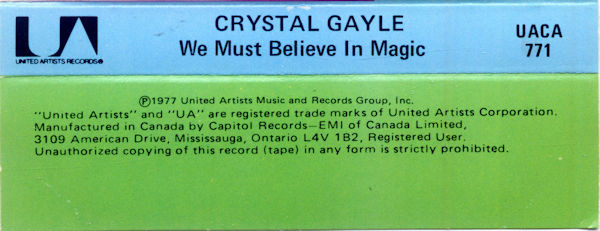 CRYSTAL GAYLE
We Must Believe In Magic
UACA
771
UA
UNITED ARTISTS RECORDS
Ⓟ1977 United Artists Music and Records Group, Inc.
"United Artists" and "UA" are registered trade marks of United Artists Corporation.
Manufactured in Canada by Capitol Records—EMI of Canada Limited,
3109 American Drive, Mississauga, Ontario L4V 1B2, Registered User.
Unauthorized copying of this record (tape) in any form is strictly prohibited.